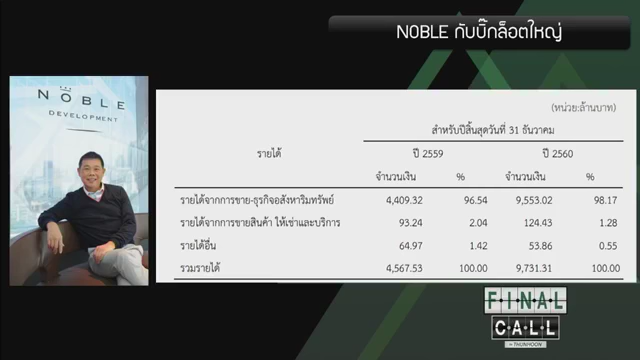 NOBLE กับบิ๊กล็อตใหญ่
NOBLE
DEVELOPMENT
(หน่วย:ล้านบาท)
สำหรับปีสิ้นสุดวันที่ 31 ธันวาคม
รายได้ ปี 2559 ปี 2560
จำนวนเงิน % จำนวนเงิน %
รายได้จากการขาย-ธุรกิจอสังหาริมทรัพย์ 4,409.32 96.54 9,553.02 98.17
รายได้จากการขายสินค้า ให้เช่าและบริการ 93.24 2.04 124.43 1.28
รายได้อื่น 64.97 1.42 53.86 0.55
รวมรายได้ 4,567.53 100.00 9,731.31 100.00
FINAL
CALL
by THUNHOON